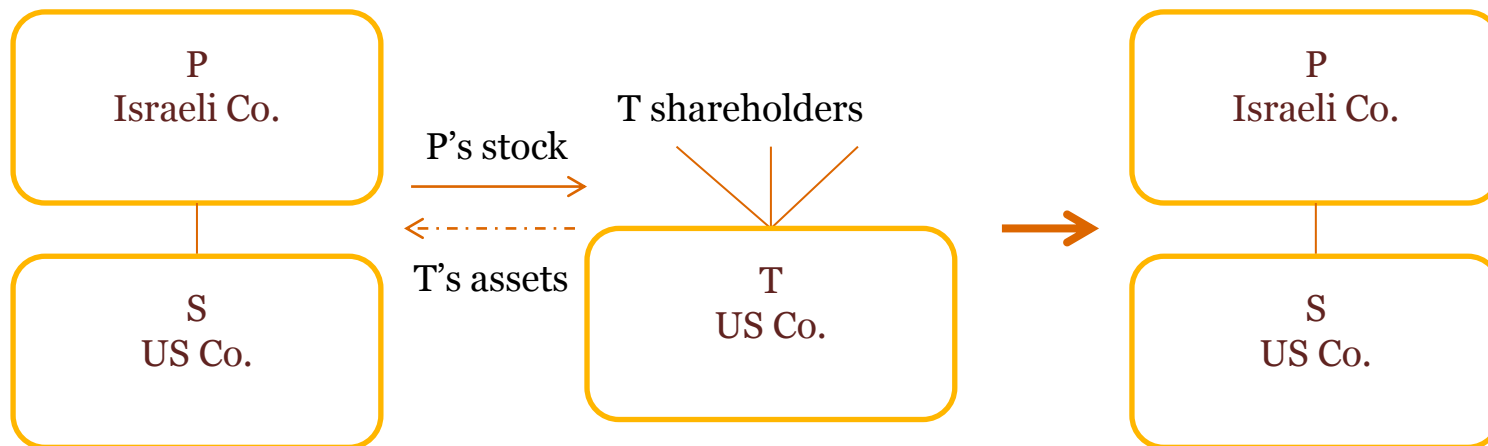 P
Israeli Co.
S
US Co.
P’s stock
T’s assets
T shareholders
T
US Co.
P
Israeli Co.
S
US Co.